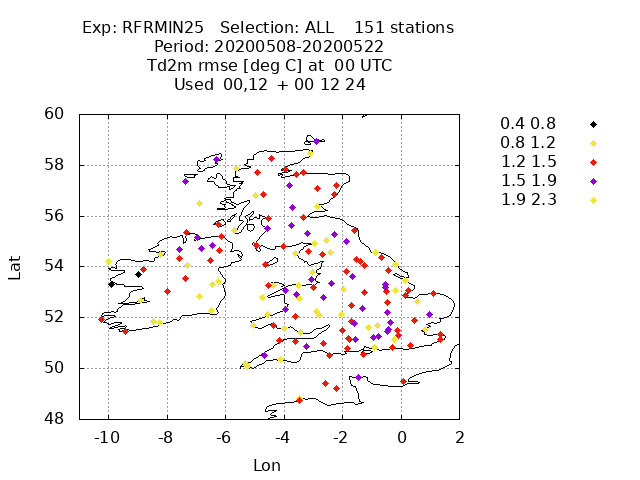 Exp: RFRMIN25 Selection: ALL 151 stations
Period: 20200508-20200522
Td2m rmse [deg C] at 00 UTC
Used 00,12 + 00 12 24
0.4 0.8
0.8 1.2
1.2 1.5
1.5 1.9
1.9 2.3
60
58
56
54
52
50
48
Lat
-10 -8 -6 -4 -2 0 2
Lon